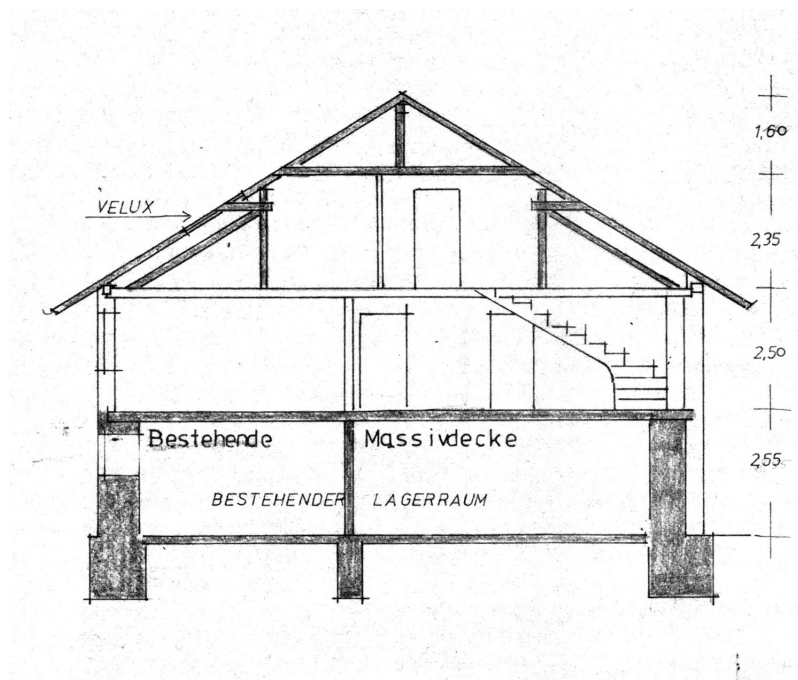 1,60
VELUX
2,35
2,50
Bestehende Massivdecke
2,55
BESTEHENDER LAGERRAUM